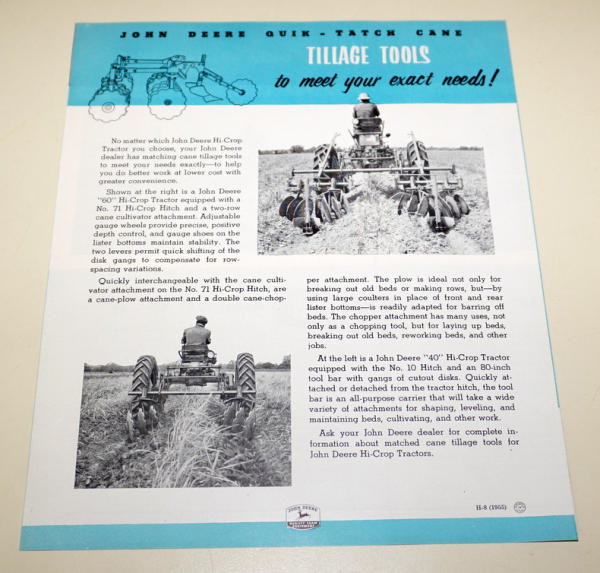 JOHN DEERE QUIK-TATCH CANE
TILLAGE TOOLS
to meet your exact needs!
No matter which John Deere Hi-Crop
Tractor you choose, your John Deere
dealer has matching cane tillage tools
to meet your needs exactly—to help
you do better work at lower cost with
greater convenience.
Shown at the right is a John Deere
"60" Hi-Crop Tractor equipped with a
No. 71 Hi-Crop Hitch and a two-row
cane cultivator attachment. Adjustable
gauge wheels provide precise, positive
depth control, and gauge shoes on the
lister bottoms maintain stability. The
two levers permit quick shifting of the
disk gangs to compensate for row-
spacing variations.
Quickly interchangeable with the cane culti-
vator attachment on the No. 71 Hi-Crop Hitch, are
a cane-plow attachment and a double cane-chop-
per attachment. The plow is ideal not only for
breaking out old beds or making rows, but—by
using large coulters in place of front and rear
lister bottoms—is readily adapted for barring off
beds. The chopper attachment has many uses, not
only as a chopping tool, but for laying up beds,
breaking out old beds, reworking beds, and other
jobs.
At the left is a John Deere "40" Hi-Crop Tractor
equipped with the No. 10 Hitch and an 80-inch
tool bar with gangs of cutout disks. Quickly at-
tached or detached from the tractor hitch, the tool
bar is an all-purpose carrier that will take a wide
variety of attachments for shaping, leveling, and
maintaining beds, cultivating, and other work.
Ask your John Deere dealer for complete in-
formation about matched cane tillage tools for
John Deere Hi-Crop Tractors.
H-8 (1955)
JOHN DEERE
QUALITY FARM
EQUIPMENT